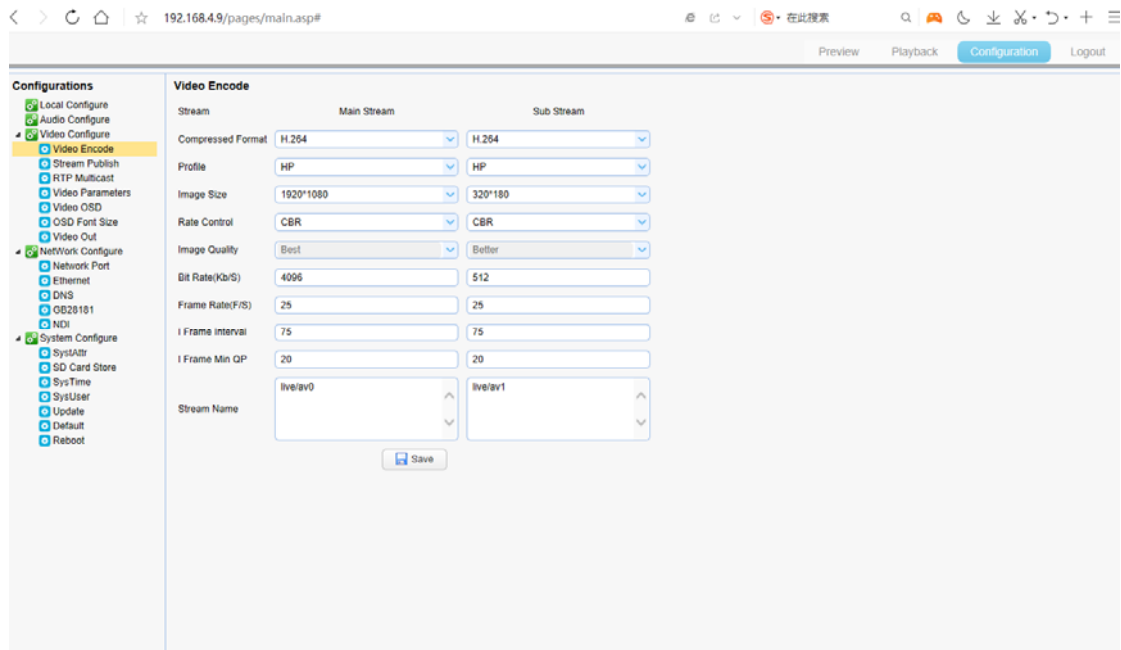 192.168.4.9/pages/main.asp#
在此搜索
Preview Playback Configuration Logout
Configurations
Local Configure
Audio Configure
Video Configure
Video Encode
Stream Publish
RTP Multicast
Video Parameters
Video OSD
OSD Font Size
Video Out
NetWork Configure
Network Port
Ethernet
DNS
GB28181
NDI
System Configure
SystAttr
SD Card Store
SysTime
SysUser
Update
Default
Reboot
Video Encode
Stream Main Stream Sub Stream
Compressed Format H.264 H.264
Profile HP HP
Image Size 1920*1080 320*180
Rate Control CBR CBR
Image Quality Best Better
Bit Rate(Kb/S) 4096 512
Frame Rate(F/S) 25 25
I Frame Interval 75 75
I Frame Min QP 20 20
Stream Name live/av0 live/av1
Save